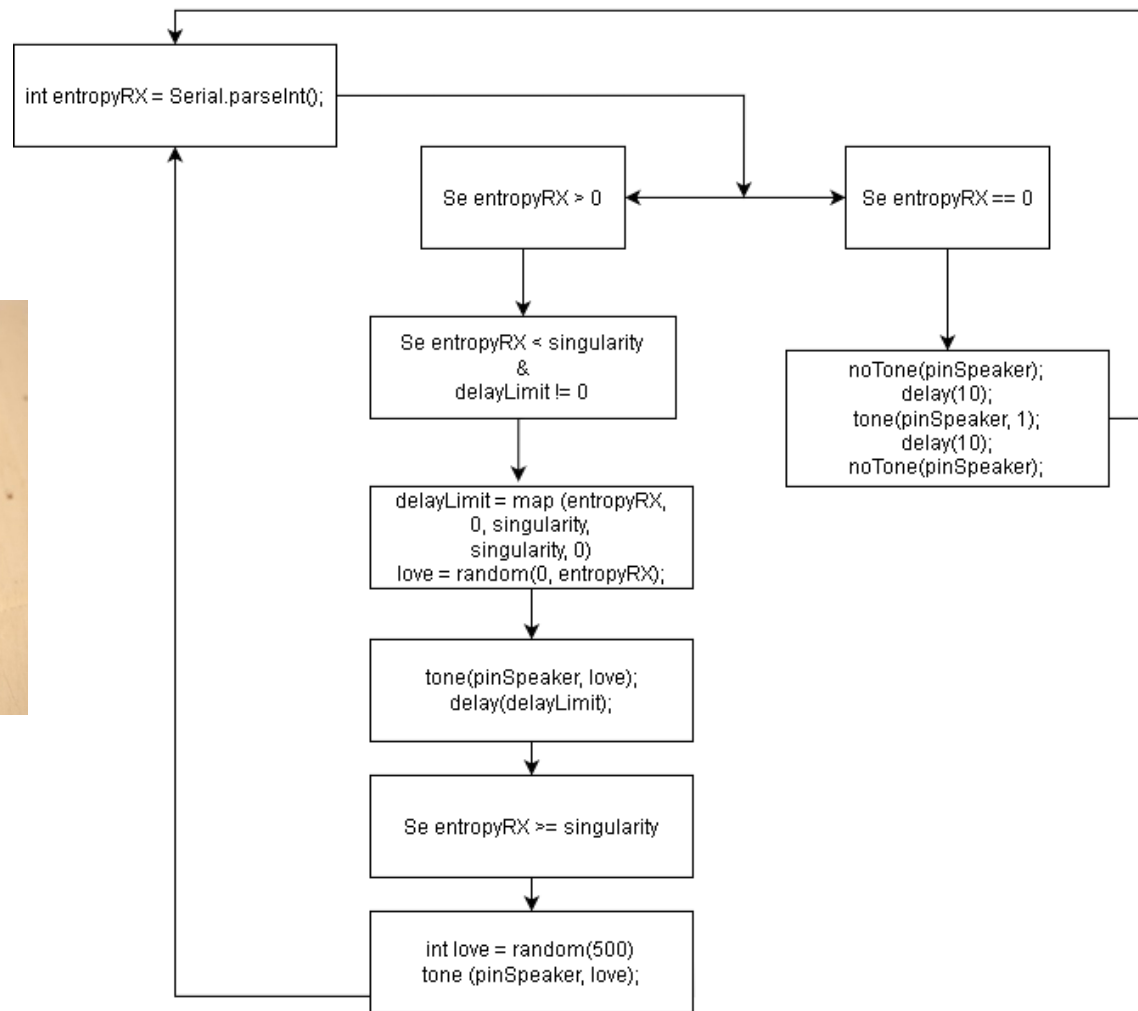 int entropyRX = Serial.parseInt();
Se entropyRX > 0
Se entropyRX == 0
Se entropyRX < singularity
&
delayLimit != 0
noTone(pinSpeaker);
delay(10);
tone(pinSpeaker, 1);
delay(10);
noTone(pinSpeaker);
delayLimit = map (entropyRX,
0, singularity,
singularity, 0)
love = random(0, entropyRX);
tone(pinSpeaker, love);
delay(delayLimit);
Se entropyRX >= singularity
int love = random(500)
tone (pinSpeaker, love);